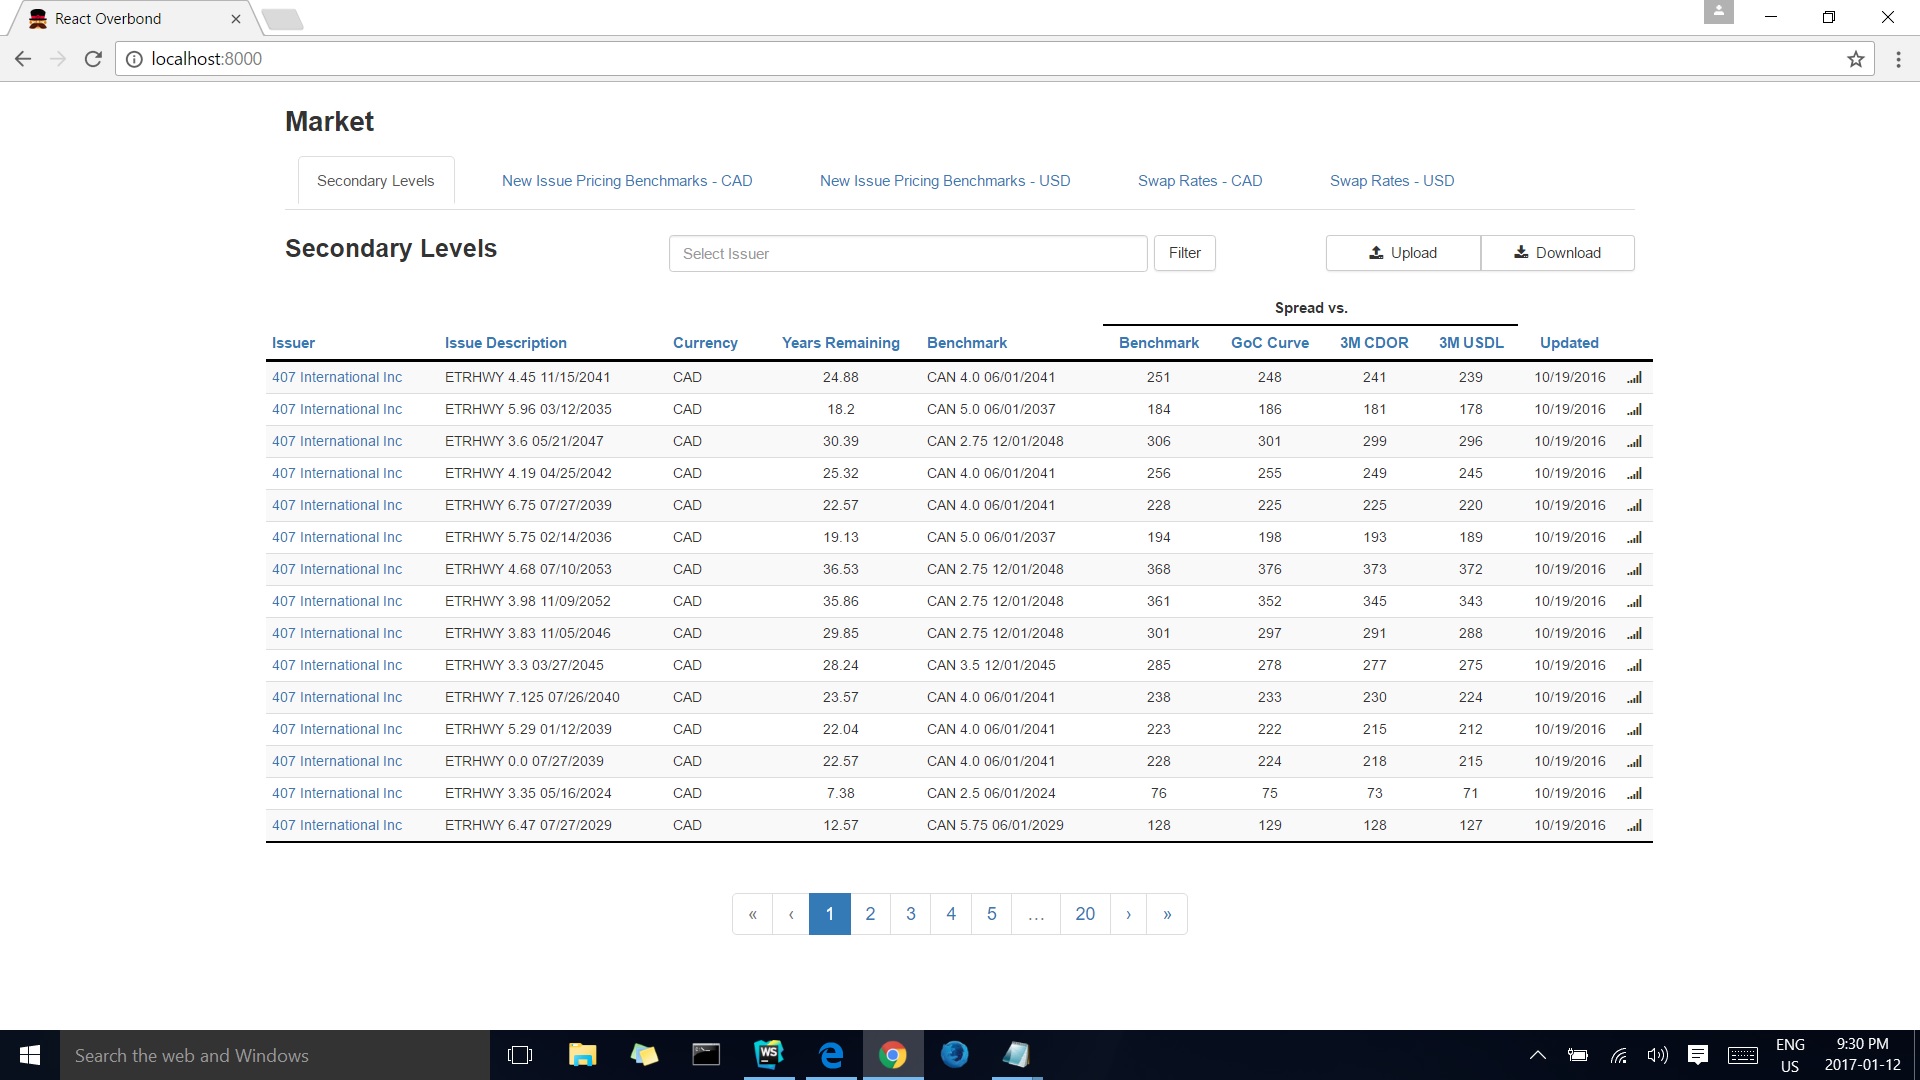 React Overbond
localhost:8000
Market
Secondary Levels New Issue Pricing Benchmarks - CAD New Issue Pricing Benchmarks - USD Swap Rates - CAD Swap Rates - USD
Secondary Levels Select Issuer Filter Upload Download
Spread vs.
Issuer Issue Description Currency Years Remaining Benchmark Benchmark GoC Curve 3M CDOR 3M USDL Updated
407 International Inc ETRHWY 4.45 11/15/2041 CAD 24.88 CAN 4.0 06/01/2041 251 248 241 239 10/19/2016
407 International Inc ETRHWY 5.96 03/12/2035 CAD 18.2 CAN 5.0 06/01/2037 184 186 181 178 10/19/2016
407 International Inc ETRHWY 3.6 05/21/2047 CAD 30.39 CAN 2.75 12/01/2048 306 301 299 296 10/19/2016
407 International Inc ETRHWY 4.19 04/25/2042 CAD 25.32 CAN 4.0 06/01/2041 256 255 249 245 10/19/2016
407 International Inc ETRHWY 6.75 07/27/2039 CAD 22.57 CAN 4.0 06/01/2041 228 225 225 220 10/19/2016
407 International Inc ETRHWY 5.75 02/14/2036 CAD 19.13 CAN 5.0 06/01/2037 194 198 193 189 10/19/2016
407 International Inc ETRHWY 4.68 07/10/2053 CAD 36.53 CAN 2.75 12/01/2048 368 376 373 372 10/19/2016
407 International Inc ETRHWY 3.98 11/09/2052 CAD 35.86 CAN 2.75 12/01/2048 361 352 345 343 10/19/2016
407 International Inc ETRHWY 3.83 11/05/2046 CAD 29.85 CAN 2.75 12/01/2048 301 297 291 288 10/19/2016
407 International Inc ETRHWY 3.3 03/27/2045 CAD 28.24 CAN 3.5 12/01/2045 285 278 277 275 10/19/2016
407 International Inc ETRHWY 7.125 07/26/2040 CAD 23.57 CAN 4.0 06/01/2041 238 233 230 224 10/19/2016
407 International Inc ETRHWY 5.29 01/12/2039 CAD 22.04 CAN 4.0 06/01/2041 223 222 215 212 10/19/2016
407 International Inc ETRHWY 0.0 07/27/2039 CAD 22.57 CAN 4.0 06/01/2041 228 224 218 215 10/19/2016
407 International Inc ETRHWY 3.35 05/16/2024 CAD 7.38 CAN 2.5 06/01/2024 76 75 73 71 10/19/2016
407 International Inc ETRHWY 6.47 07/27/2029 CAD 12.57 CAN 5.75 06/01/2029 128 129 128 127 10/19/2016
« ‹ 1 2 3 4 5 … 20 › »
Search the web and Windows WS ENG 9:30 PM
US 2017-01-12